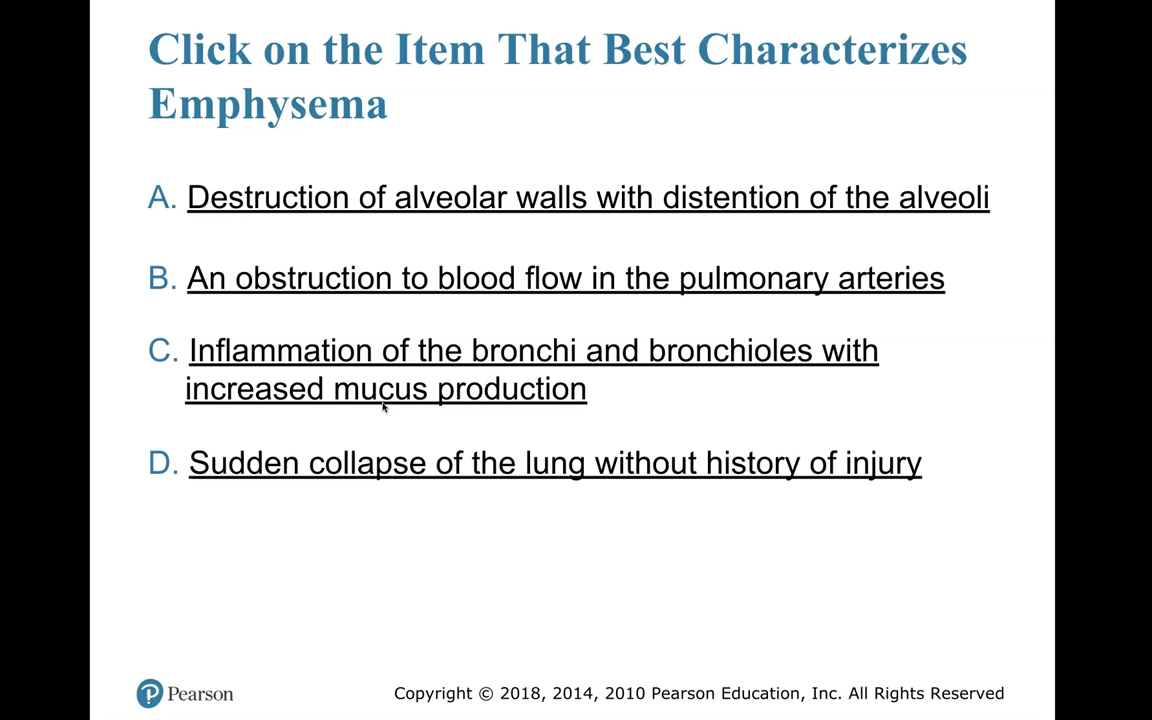 Click on the Item That Best Characterizes
Emphysema
A. Destruction of alveolar walls with distention of the alveoli
B. An obstruction to blood flow in the pulmonary arteries
C. Inflammation of the bronchi and bronchioles with
increased mucus production
D. Sudden collapse of the lung without history of injury
P Pearson
Copyright © 2018, 2014, 2010 Pearson Education, Inc. All Rights Reserved